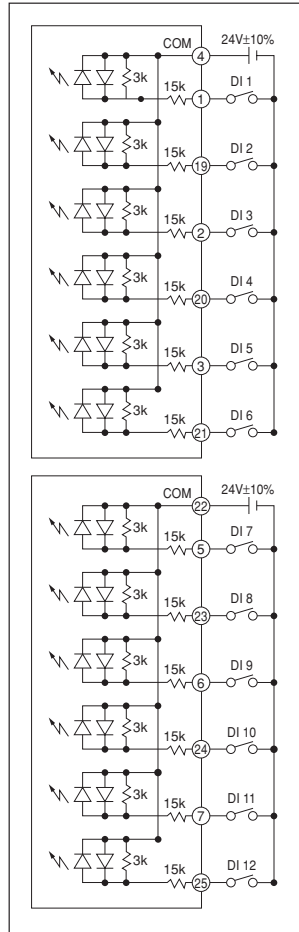 COM 4 24V±10%
3k 15k 1 DI 1
3k 15k 19 DI 2
3k 15k 2 DI 3
3k 15k 20 DI 4
3k 15k 3 DI 5
3k 15k 21 DI 6
COM 22 24V±10%
3k 15k 5 DI 7
3k 15k 23 DI 8
3k 15k 6 DI 9
3k 15k 24 DI 10
3k 15k 7 DI 11
3k 15k 25 DI 12